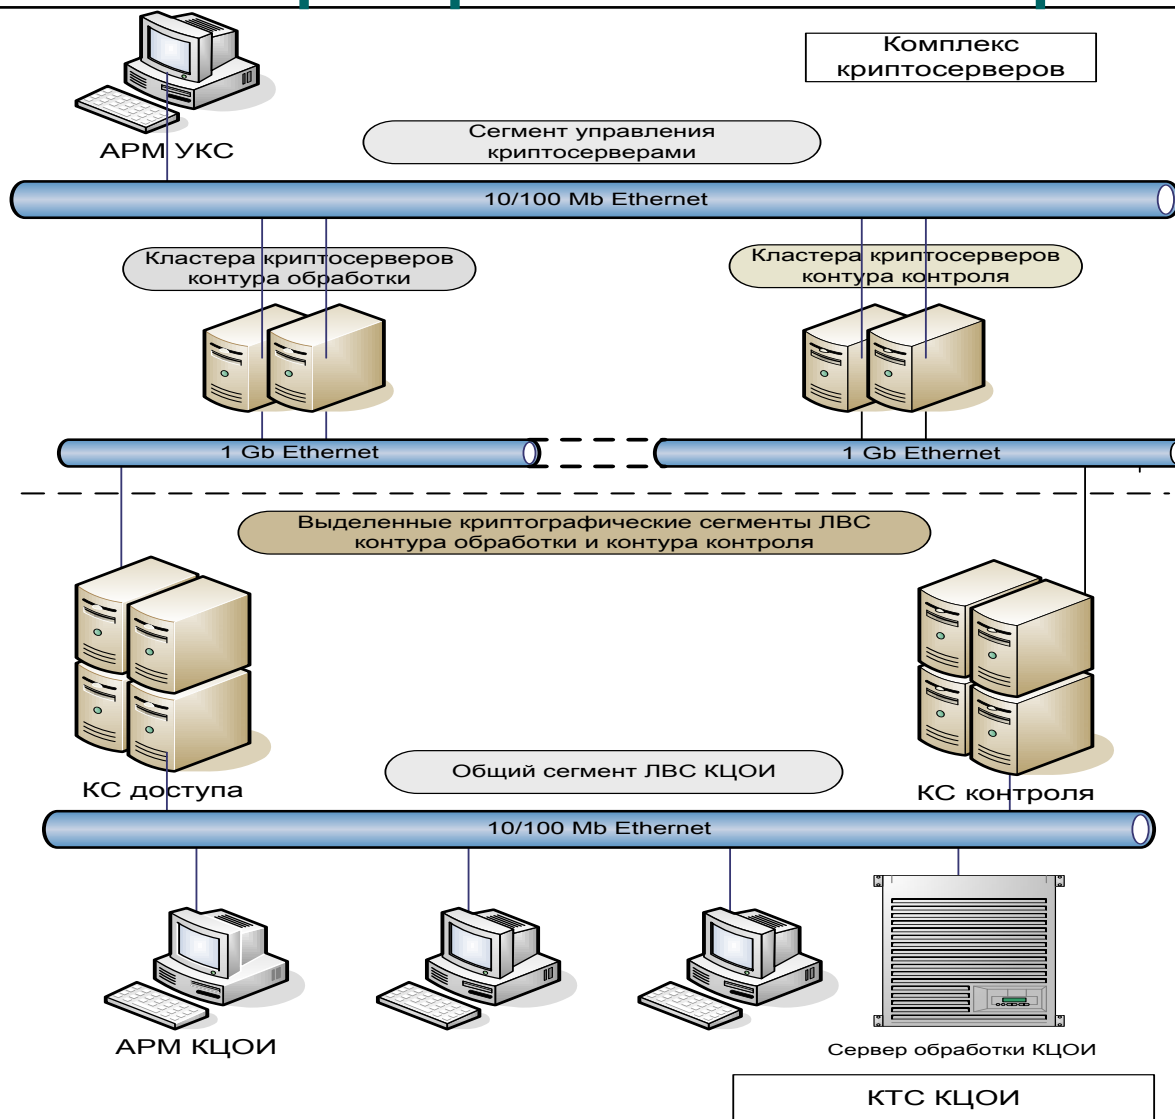 Комплекс
криптосерверов
АРМ УКС
Сегмент управления
криптосерверами
10/100 Mb Ethernet
Кластера криптосерверов
контура обработки
Кластера криптосерверов
контура контроля
1 Gb Ethernet
1 Gb Ethernet
Выделенные криптографические сегменты ЛВС
контура обработки и контура контроля
КС доступа
Общий сегмент ЛВС КЦОИ
КС контроля
10/100 Mb Ethernet
АРМ КЦОИ
Сервер обработки КЦОИ
КТС КЦОИ